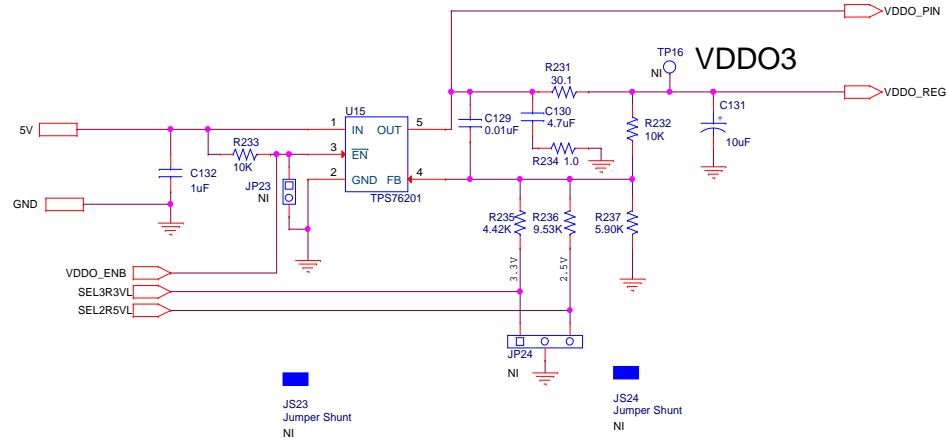 VDDO_PIN
TP16
VDDO3
NI
R231
30.1
VDDO_REG
U15
C129
0.01uF
C130
4.7uF
C131
+
10uF
R232
10K
5V
1
IN
OUT
5
3
EN
2
GND
FB
4
TPS76201
R233
10K
R234 1.0
C132
1uF
JP23
NI
GND
R235
4.42K
R236
9.53K
R237
5.90K
3.3V
2.5V
VDDO_ENB
SEL3R3VL
SEL2R5VL
JP24
NI
JS23
Jumper Shunt
NI
JS24
Jumper Shunt
NI